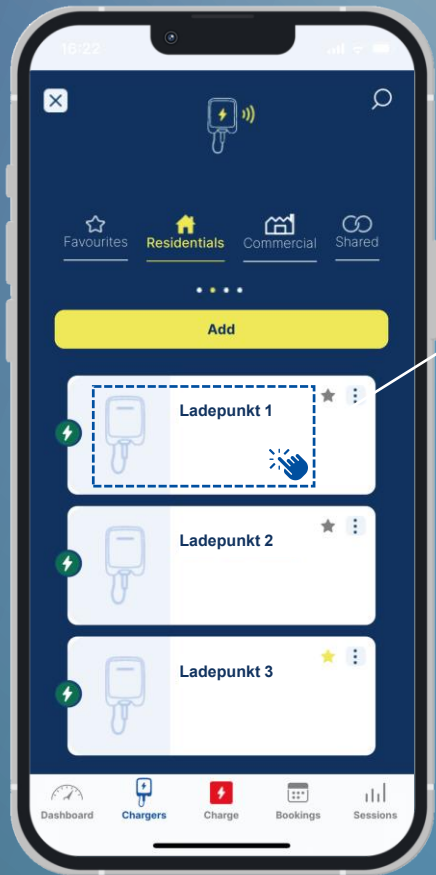 16:22
Favourites
Residentials
Commercial
Shared
Add
Ladepunkt 1
Ladepunkt 2
Ladepunkt 3
Dashboard
Chargers
Charge
Bookings
Sessions